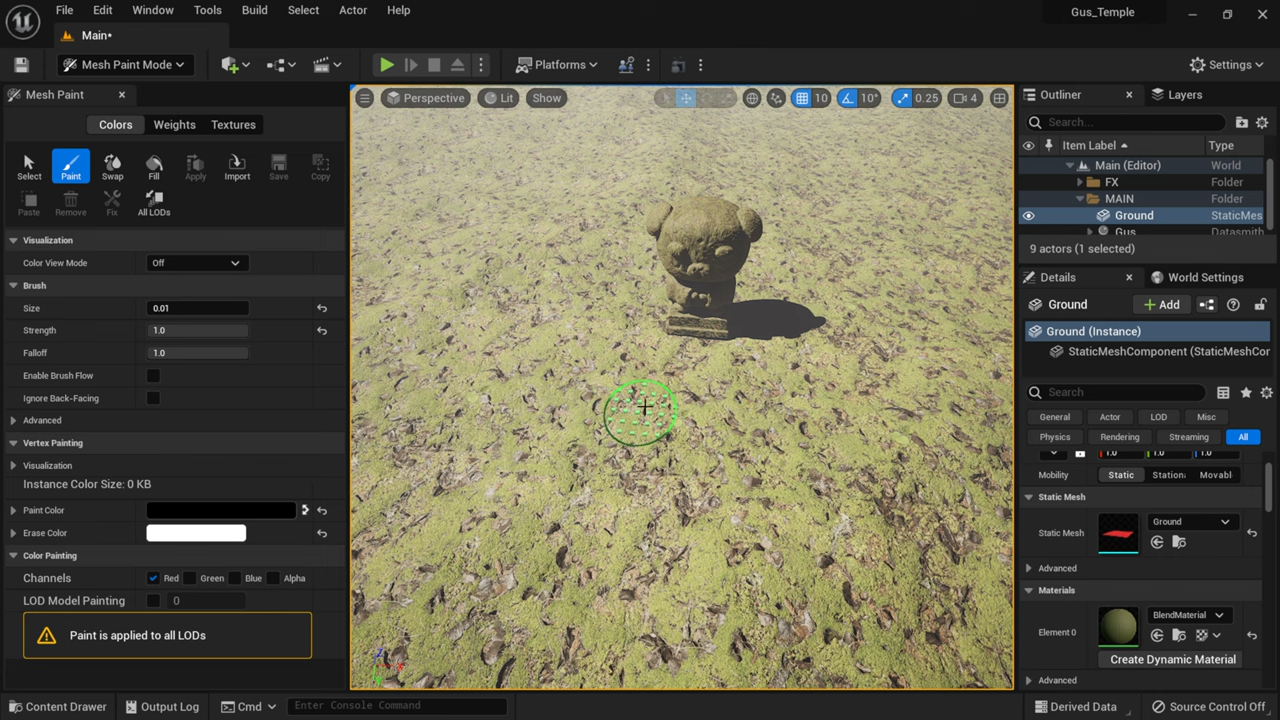 File Edit Window Tools Build Select Actor Help
Gus_Temple
Main*
Mesh Paint Mode
Platforms
Settings
Mesh Paint
Colors Weights Textures
Select Paint Swap Fill Apply Import Save Copy
Paste Remove Fix All LODs
Visualization
Color View Mode Off
Brush
Size 0.01
Strength 1.0
Falloff 1.0
Enable Brush Flow
Ignore Back-Facing
Advanced
Vertex Painting
Visualization
Instance Color Size: 0 KB
Paint Color
Erase Color
Color Painting
Channels Red Green Blue Alpha
LOD Model Painting 0
Paint is applied to all LODs
Perspective Lit Show
10 10° 0.25 4
Outliner Layers
Search...
Item Label Type
Main (Editor) World
FX Folder
MAIN Folder
Ground StaticMes
Gus Datasmith
9 actors (1 selected)
Details World Settings
Ground Add
Ground (Instance)
StaticMeshComponent (StaticMeshCor
Search
General Actor LOD Misc
Physics Rendering Streaming All
1.0 1.0 1.0
Mobility Static Station Movabl
Static Mesh
Static Mesh Ground
Advanced
Materials
Element 0 BlendMaterial
Create Dynamic Material
Advanced
Content Drawer Output Log Cmd Enter Console Command
Derived Data Source Control Off